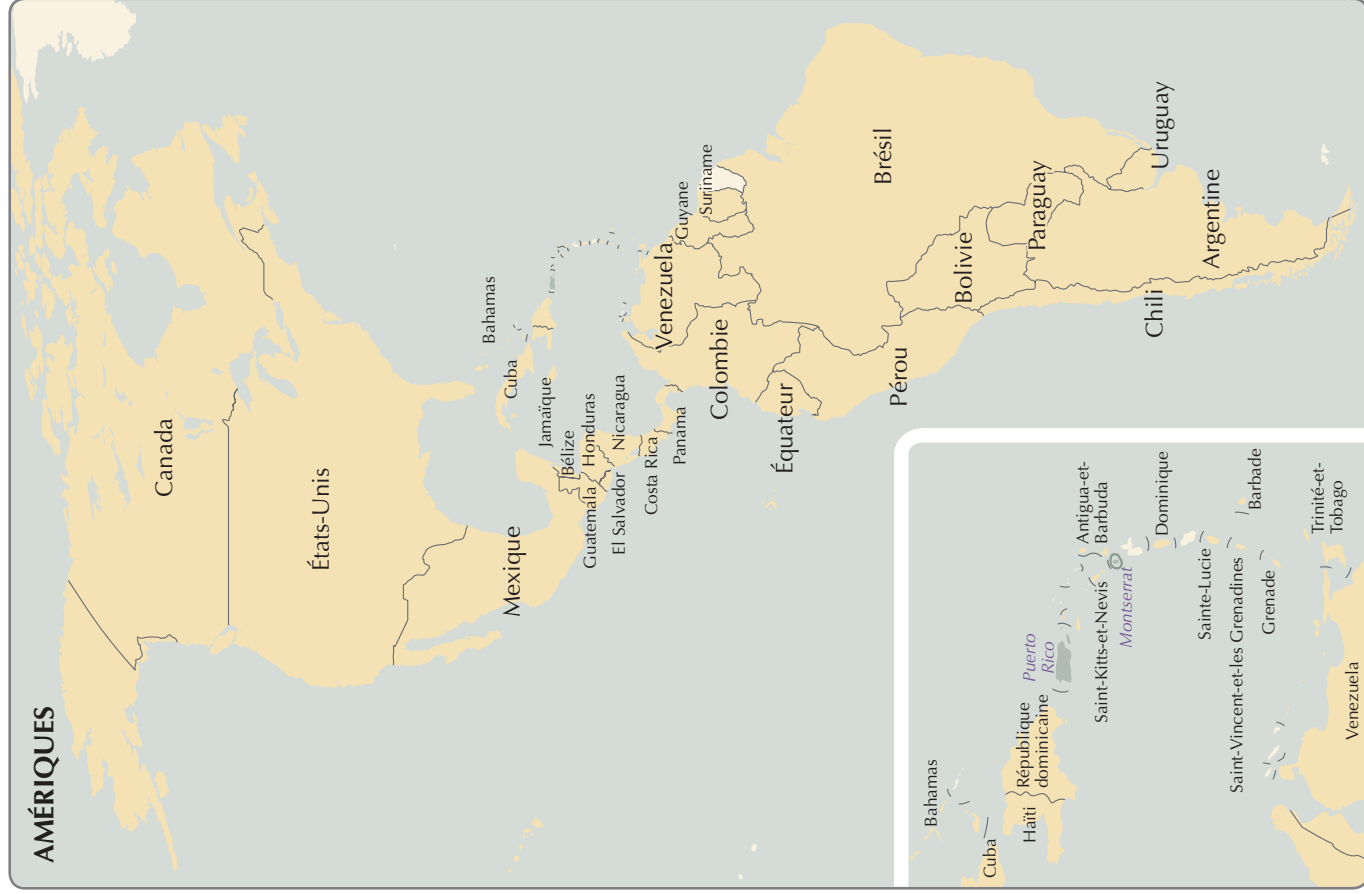 AMÉRIQUES
Canada
États-Unis
Mexique
Bahamas
Cuba
Jamaïque
Bélize
Honduras
Guatemala
Nicaragua
El Salvador
Costa Rica
Panama
Venezuela
Guyane
Suriname
Colombie
Équateur
Brésil
Pérou
Bolivie
Paraguay
Chili
Uruguay
Argentine
Bahamas
Cuba
Haïti
République
dominicaine
Puerto
Rico
Antigua-et-
Barbuda
Saint-Kitts-et-Nevis
Montserrat
Dominique
Sainte-Lucie
Saint-Vincent-et-les Grenadines
Barbade
Grenade
Trinité-et-
Tobago
Venezuela